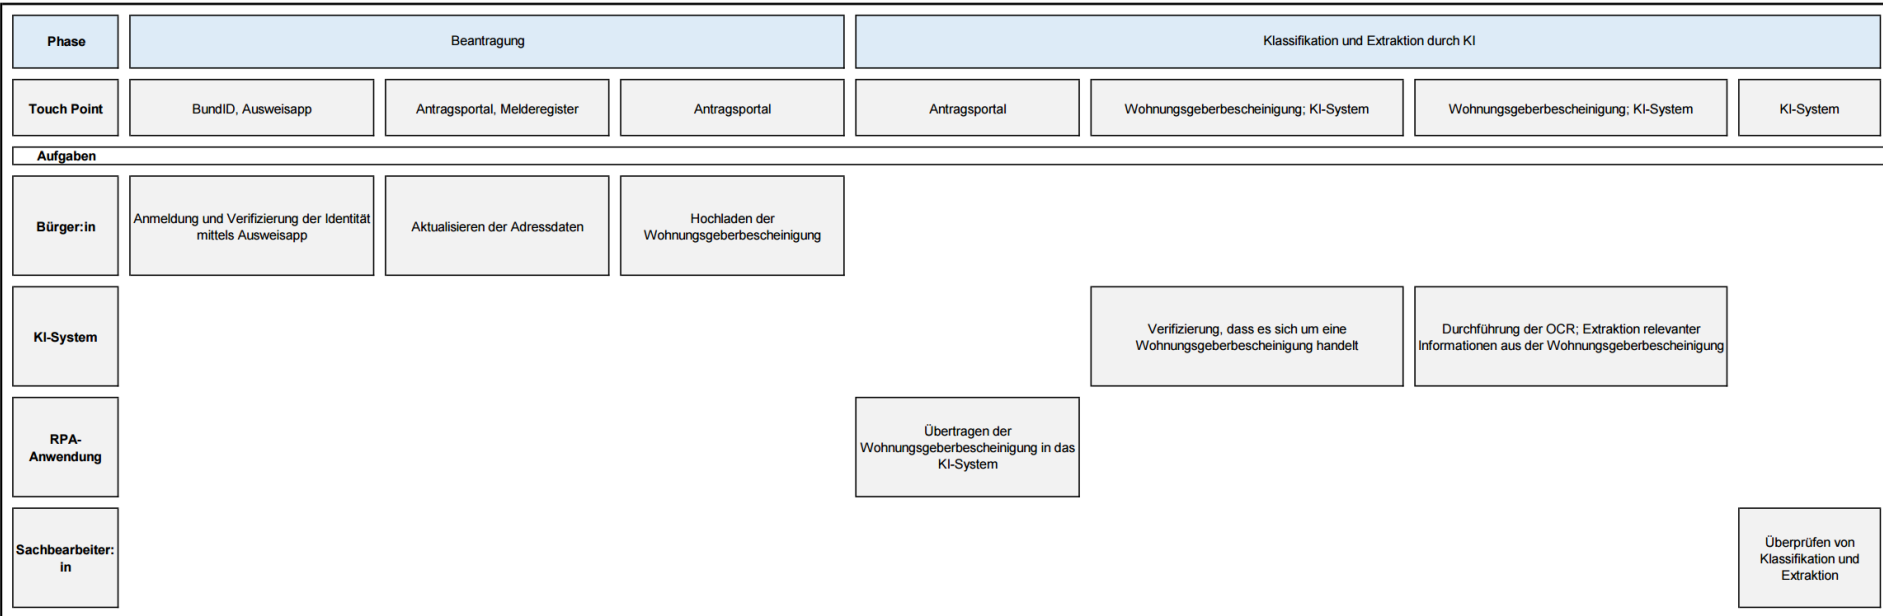 Phase
Beantragung
Klassifikation und Extraktion durch KI
Touch Point
BundID, Ausweisapp
Antragsportal, Melderegister
Antragsportal
Antragsportal
Wohnungsgeberbescheinigung; KI-System
Wohnungsgeberbescheinigung; KI-System
KI-System
Aufgaben
Bürger:in
Anmeldung und Verifizierung der Identität
mittels Ausweisapp
Aktualisieren der Adressdaten
Hochladen der
Wohnungsgeberbescheinigung
KI-System
Verifizierung, dass es sich um eine
Wohnungsgeberbescheinigung handelt
Durchführung der OCR; Extraktion relevanter
Informationen aus der Wohnungsgeberbescheinigung
RPA-
Anwendung
Übertragen der
Wohnungsgeberbescheinigung in das
KI-System
Sachbearbeiter:
in
Überprüfen von
Klassifikation und
Extraktion